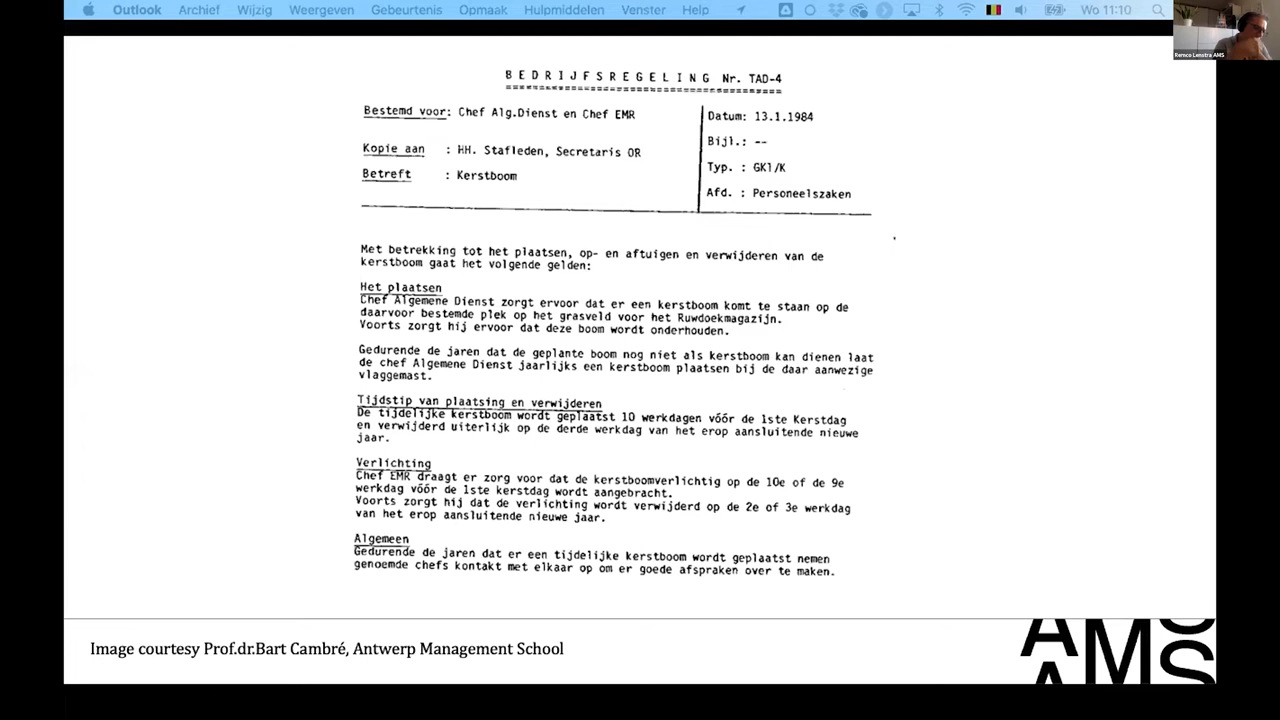 Outlook Archief Wijzig Weergeven Gebeurtenis Opmaak Hulpmiddelen Venster Help Wo 11:10
Remco Lenstra AMS
BEDRIJFSREGELING Nr. TAD-4
Bestemd voor: Chef Alg.Dienst en Chef EMR
Datum: 13.1.1984
Bijl.: --
Kopie aan : HH. Stafleden, Secretaris OR
Typ. : GKl/K
Betreft : Kerstboom
Afd. : Personeelszaken
Met betrekking tot het plaatsen, op- en aftuigen en verwijderen van de
kerstboom gaat het volgende gelden:
Het plaatsen
Chef Algemene Dienst zorgt ervoor dat er een kerstboom komt te staan op de
daarvoor bestemde plek op het grasveld voor het Ruwdoekmagazijn.
Voorts zorgt hij ervoor dat deze boom wordt onderhouden.
Gedurende de jaren dat de geplante boom nog niet als kerstboom kan dienen laat
de chef Algemene Dienst jaarlijks een kerstboom plaatsen bij de daar aanwezige
vlaggemast.
Tijdstip van plaatsing en verwijderen
De tijdelijke kerstboom wordt geplaatst 10 werkdagen vóór de 1ste Kerstdag
en verwijderd uiterlijk op de derde werkdag van het erop aansluitende nieuwe
jaar.
Verlichting
Chef EMR draagt er zorg voor dat de kerstboomverlichtig op de 10e of de 9e
werkdag vóór de 1ste kerstdag wordt aangebracht.
Voorts zorgt hij dat de verlichting wordt verwijderd op de 2e of 3e werkdag
van het erop aansluitende nieuwe jaar.
Algemeen
Gedurende de jaren dat er een tijdelijke kerstboom wordt geplaatst nemen
genoemde chefs kontakt met elkaar op om er goede afspraken over te maken.
Image courtesy Prof.dr.Bart Cambré, Antwerp Management School
AMS
AMS